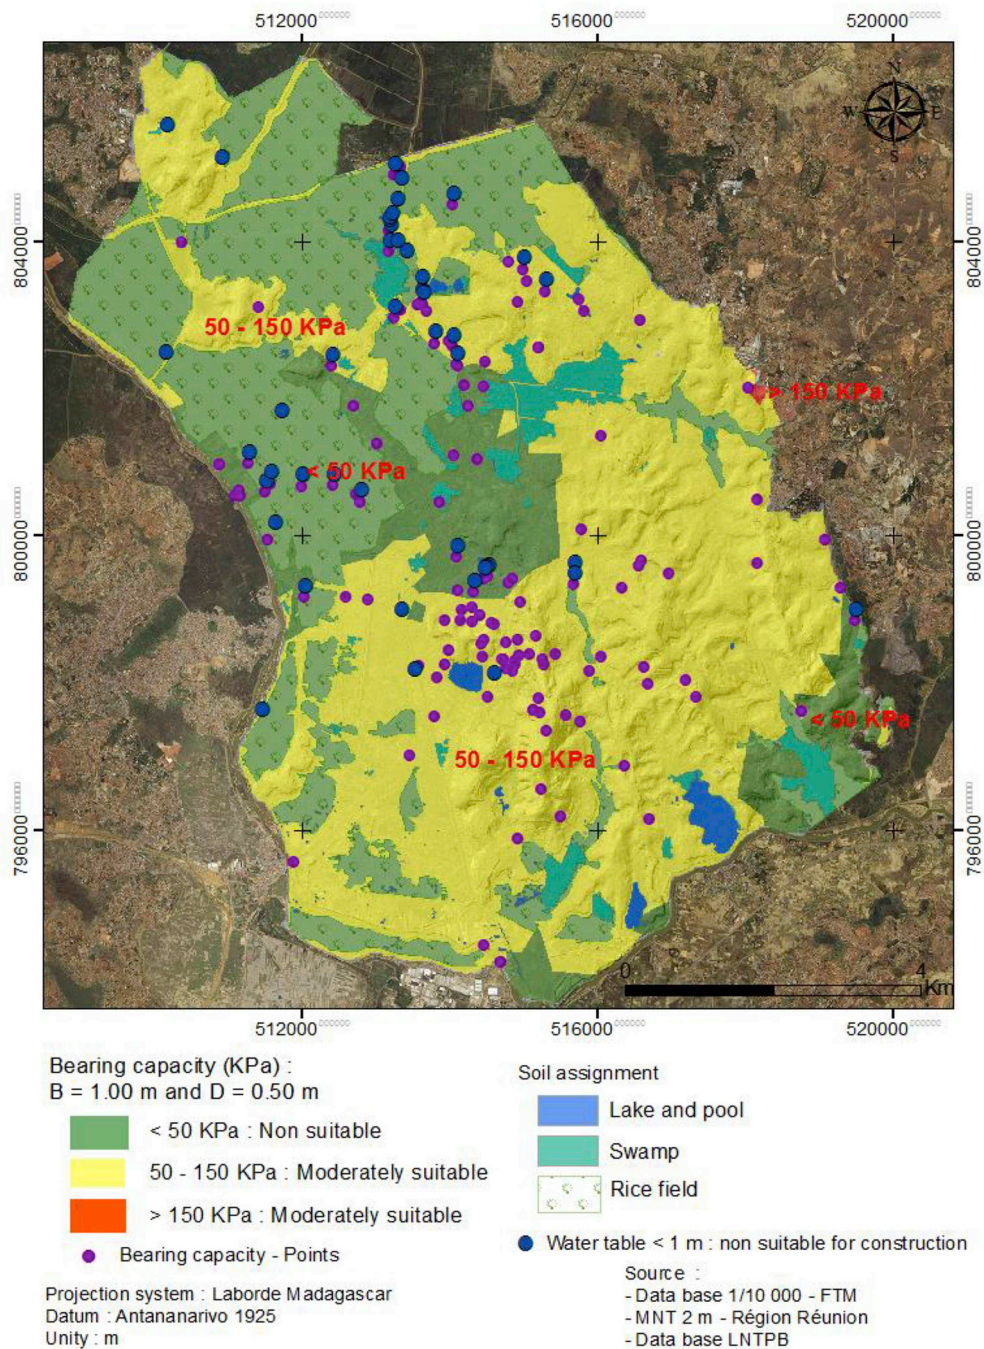 512000
516000
520000
N
W
E
S
804000
804000
50 - 150 KPa
> 150 KPa
< 50 KPa
800000
800000
< 50 KPa
50 - 150 KPa
796000
796000
0
4
Km
512000
516000
520000
Bearing capacity (KPa) :
B = 1.00 m and D = 0.50 m
< 50 KPa : Non suitable
50 - 150 KPa : Moderately suitable
> 150 KPa : Moderately suitable
Bearing capacity - Points
Projection system : Laborde Madagascar
Datum : Antananarivo 1925
Unity : m
Soil assignment
Lake and pool
Swamp
Rice field
Water table < 1 m : non suitable for construction
Source :
- Data base 1/10 000 - FTM
- MNT 2 m - Région Réunion
- Data base LNTPB